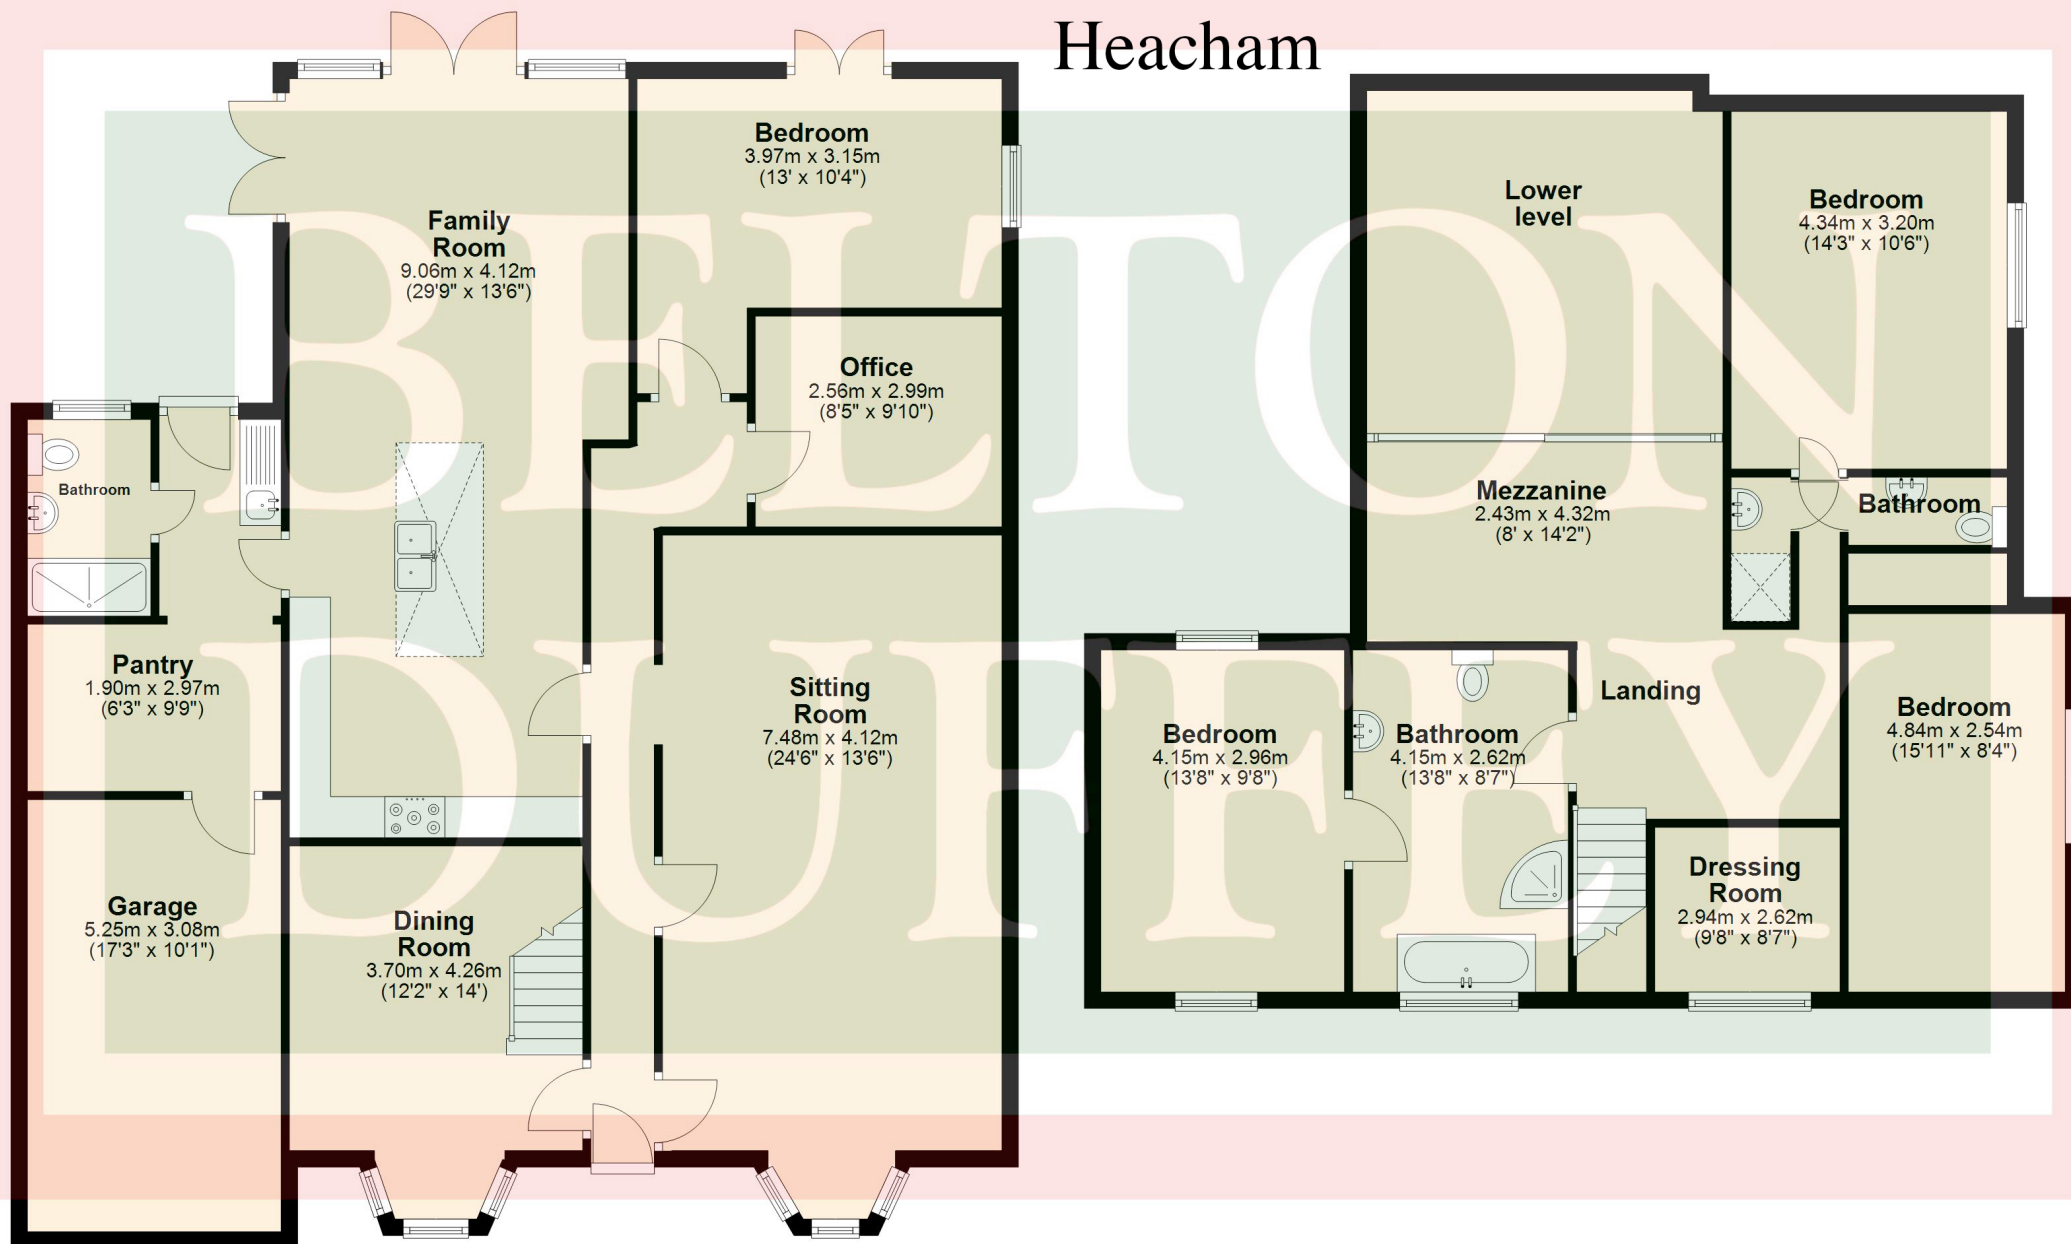 Heacham
Family
Room
9.06m x 4.12m
(29'9" x 13'6")
Bedroom
3.97m x 3.15m
(13' x 10'4")
Office
2.56m x 2.99m
(8'5" x 9'10")
Bathroom
Pantry
1.90m x 2.97m
(6'3" x 9'9")
Sitting
Room
7.48m x 4.12m
(24'6" x 13'6")
Garage
5.25m x 3.08m
(17'3" x 10'1")
Dining
Room
3.70m x 4.26m
(12'2" x 14')
Lower
level
Bedroom
4.34m x 3.20m
(14'3" x 10'6")
Mezzanine
2.43m x 4.32m
(8' x 14'2")
Bathroom
Landing
Bedroom
4.15m x 2.96m
(13'8" x 9'8")
Bathroom
4.15m x 2.62m
(13'8" x 8'7")
Bedroom
4.84m x 2.54m
(15'11" x 8'4")
Dressing
Room
2.94m x 2.62m
(9'8" x 8'7")
BELTON
DUFFEY